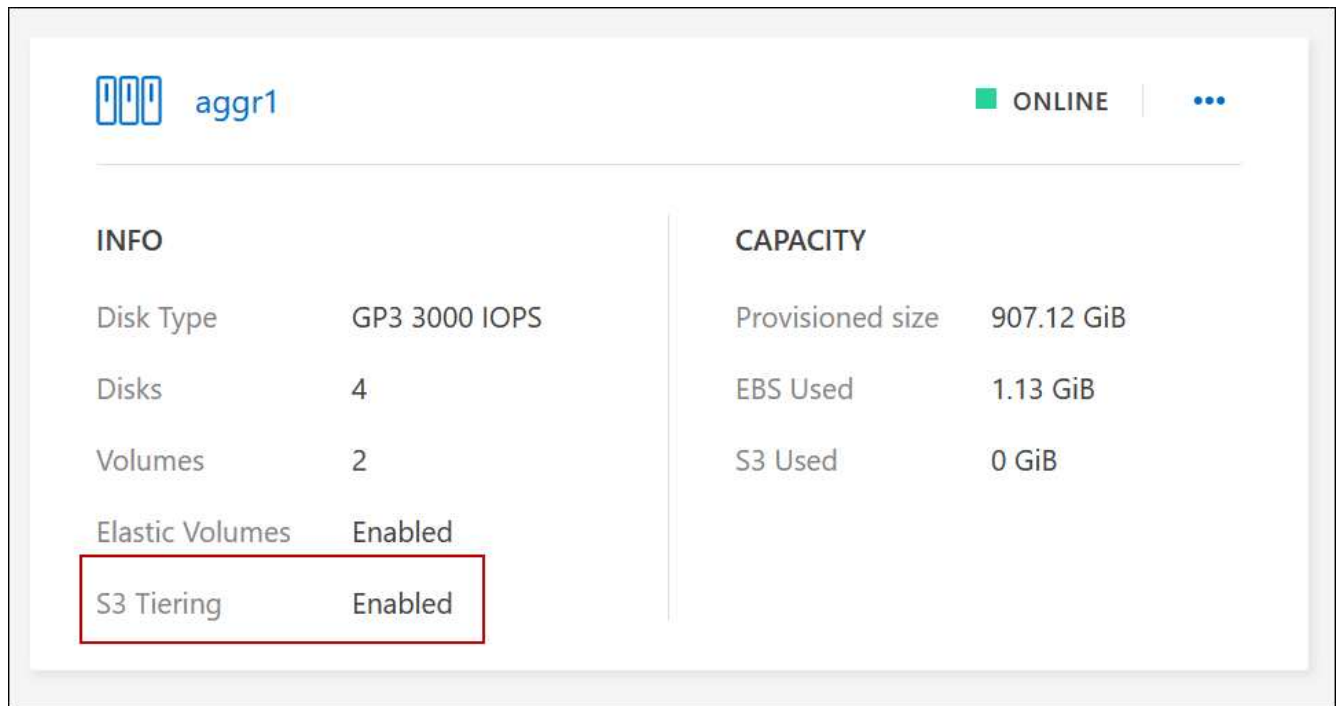 aggr1
ONLINE
INFO
Disk Type GP3 3000 IOPS
Disks 4
Volumes 2
Elastic Volumes Enabled
S3 Tiering Enabled
CAPACITY
Provisioned size 907.12 GiB
EBS Used 1.13 GiB
S3 Used 0 GiB